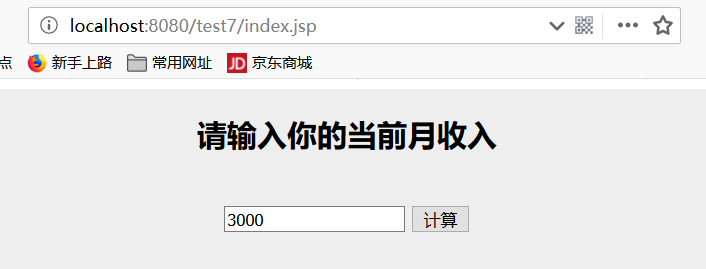 localhost:8080/test7/index.jsp
点 新手上路 常用网址 JD 京东商城
请输入你的当前月收入
3000 计算